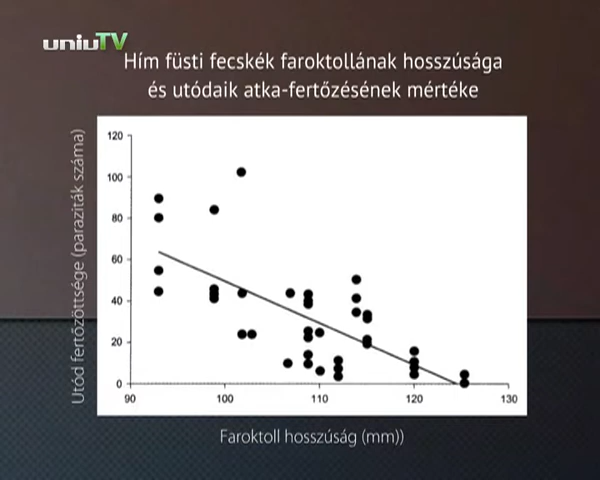 uniuTV
Hím füsti fecskék faroktollának hosszúsága
és utódaik atka-fertőzésének mértéke
Utód fertőzöttsége (paraziták száma)
120
100
80
60
40
20
0
90
100
110
120
130
Faroktoll hosszúság (mm))